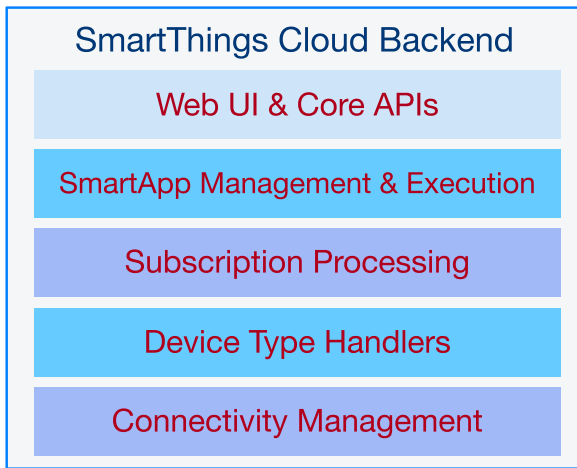 SmartThings Cloud Backend
Web UI & Core APIs
SmartApp Management & Execution
Subscription Processing
Device Type Handlers
Connectivity Management